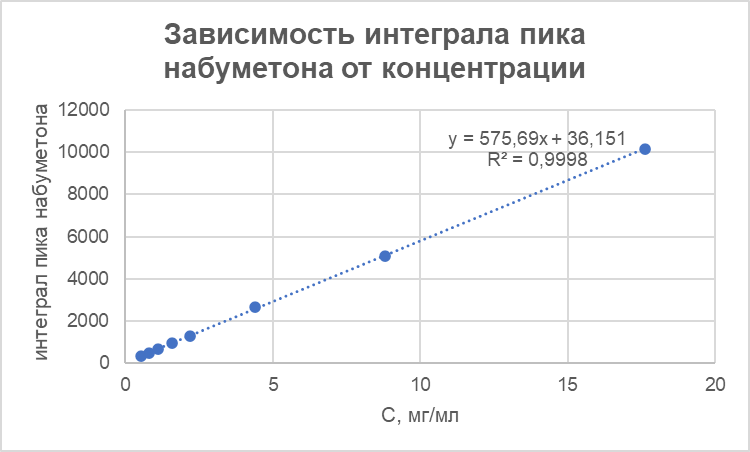 Зависимость интеграла пика
набуметона от концентрации
интеграл пика набуметона
12000
10000
8000
6000
4000
2000
0
y = 575,69x + 36,151
R² = 0,9998
0 5 10 15 20
С, мг/мл